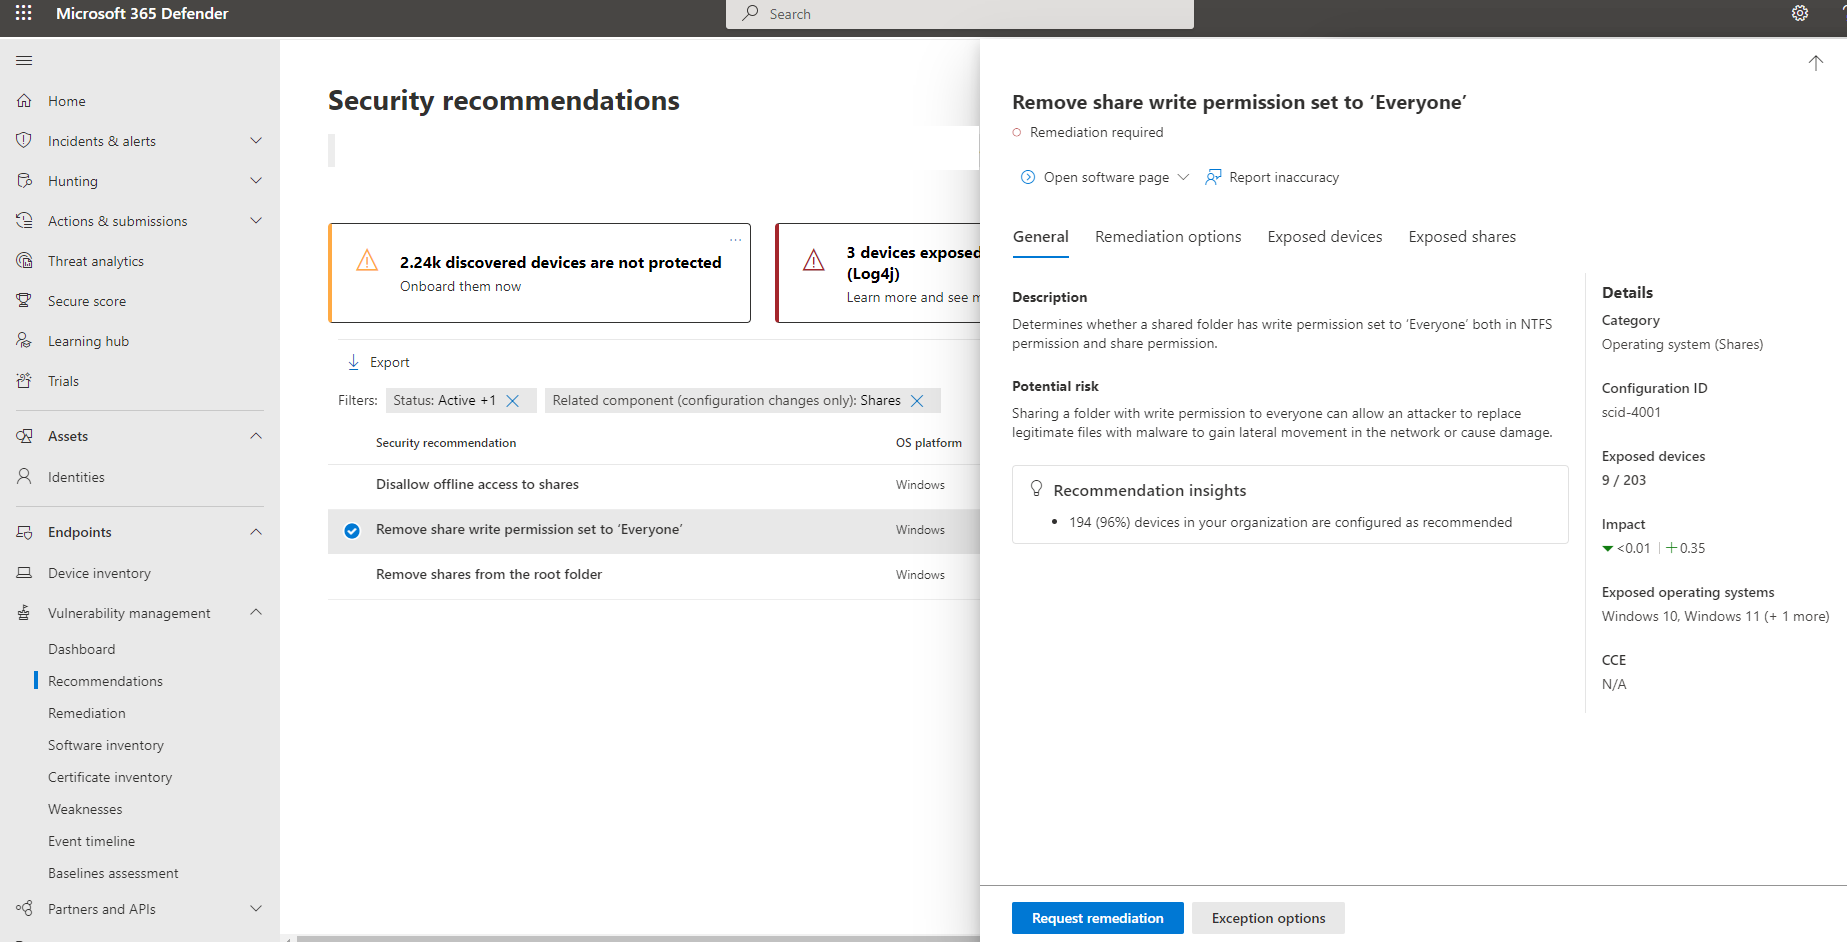 Microsoft 365 Defender
Search
Home
Incidents & alerts
Hunting
Actions & submissions
Threat analytics
Secure score
Learning hub
Trials
Assets
Identities
Endpoints
Device inventory
Vulnerability management
Dashboard
Recommendations
Remediation
Software inventory
Certificate inventory
Weaknesses
Event timeline
Baselines assessment
Partners and APIs
Security recommendations
2.24k discovered devices are not protected
Onboard them now
3 devices exposed
(Log4j)
Learn more and see
Export
Filters: Status: Active +1 Related component (configuration changes only): Shares
Security recommendation OS platform
Disallow offline access to shares Windows
Remove share write permission set to ‘Everyone’ Windows
Remove shares from the root folder Windows
Remove share write permission set to ‘Everyone’
Remediation required
Open software page Report inaccuracy
General Remediation options Exposed devices Exposed shares
Description
Determines whether a shared folder has write permission set to ‘Everyone’ both in NTFS
permission and share permission.
Potential risk
Sharing a folder with write permission to everyone can allow an attacker to replace
legitimate files with malware to gain lateral movement in the network or cause damage.
Recommendation insights
• 194 (96%) devices in your organization are configured as recommended
Details
Category
Operating system (Shares)
Configuration ID
scid-4001
Exposed devices
9 / 203
Impact
<0.01 | +0.35
Exposed operating systems
Windows 10, Windows 11 (+ 1 more)
CCE
N/A
Request remediation Exception options